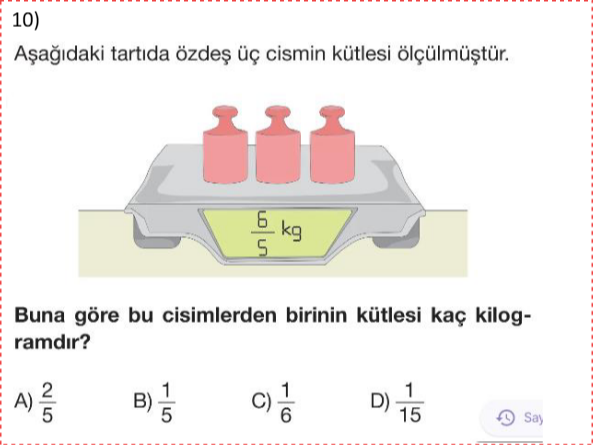 10)
Aşağıdaki tartıda özdeş üç cismin kütlesi ölçülmüştür.
6/5 kg
Buna göre bu cisimlerden birinin kütlesi kaç kilog-
ramdır?
A) 2/5 B) 1/5 C) 1/6 D) 1/15
Say